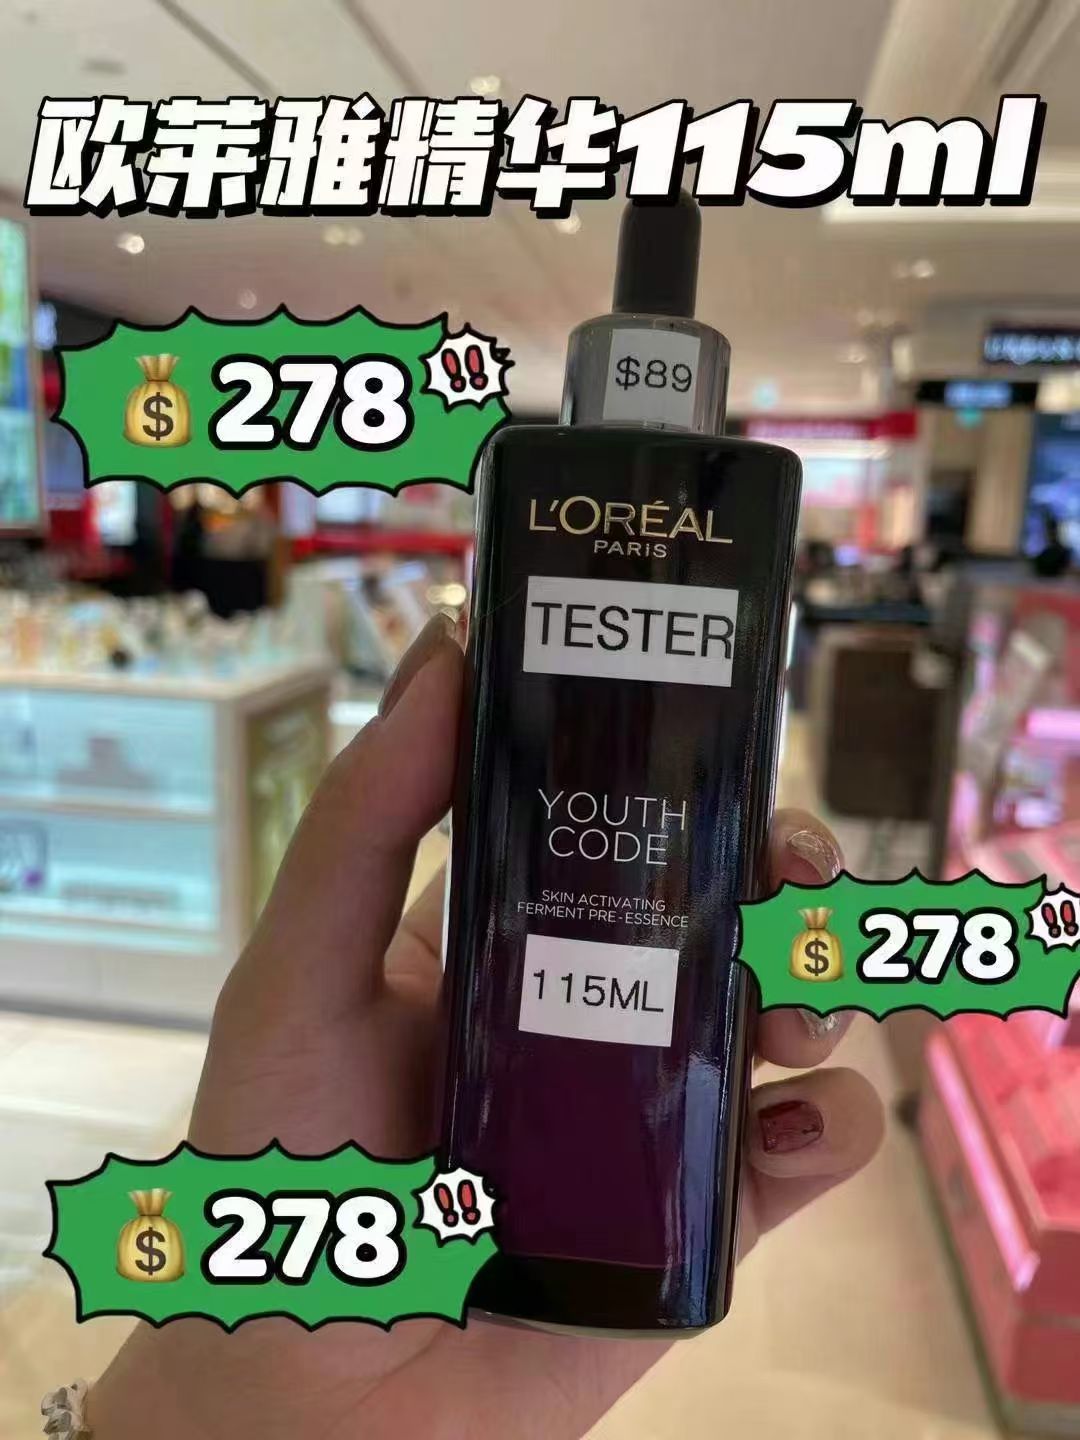 欧莱雅精华115ml
$89
278
L'ORÉAL
PARIS
TESTER
YOUTH
CODE
SKIN ACTIVATING
FERMENT PRE-ESSENCE
278
115ML
278